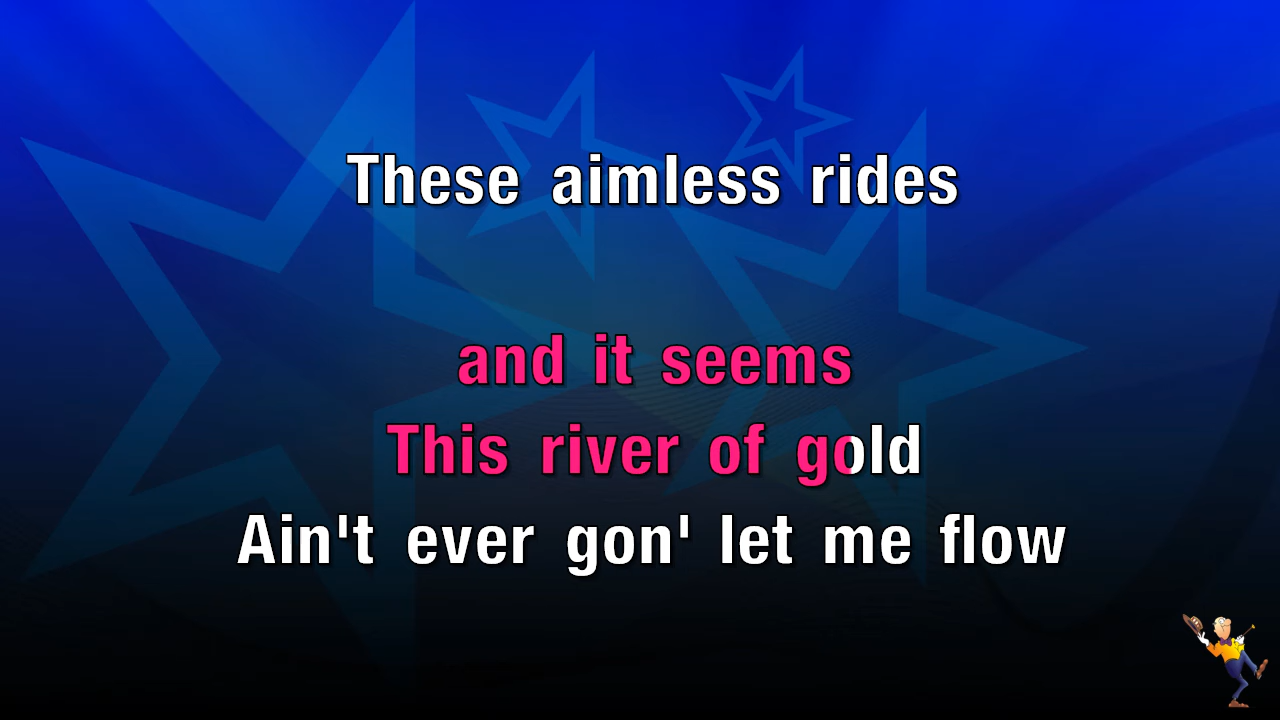 These aimless rides
and it seems
This river of gold
Ain't ever gon' let me flow